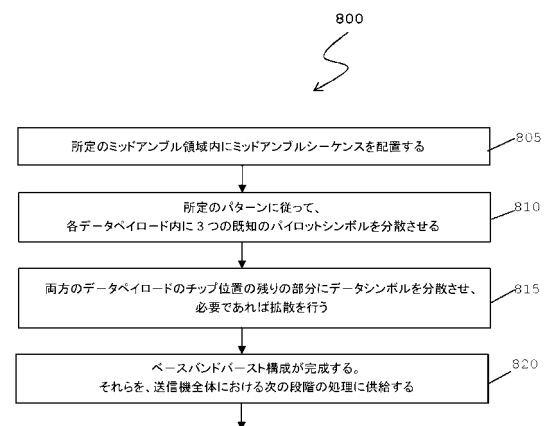 800
所定のミッドアンブル領域内にミッドアンブルシーケンスを配置する
805
所定のパターンに従って、
各データペイロード内に３つの既知のパイロットシンボルを分散させる
810
両方のデータペイロードのチップ位置の残りの部分にデータシンボルを分散させ、
必要であれば拡散を行う
815
ベースバンドバースト構成が完成する。
それらを、送信機全体における次の段階の処理に供給する
820